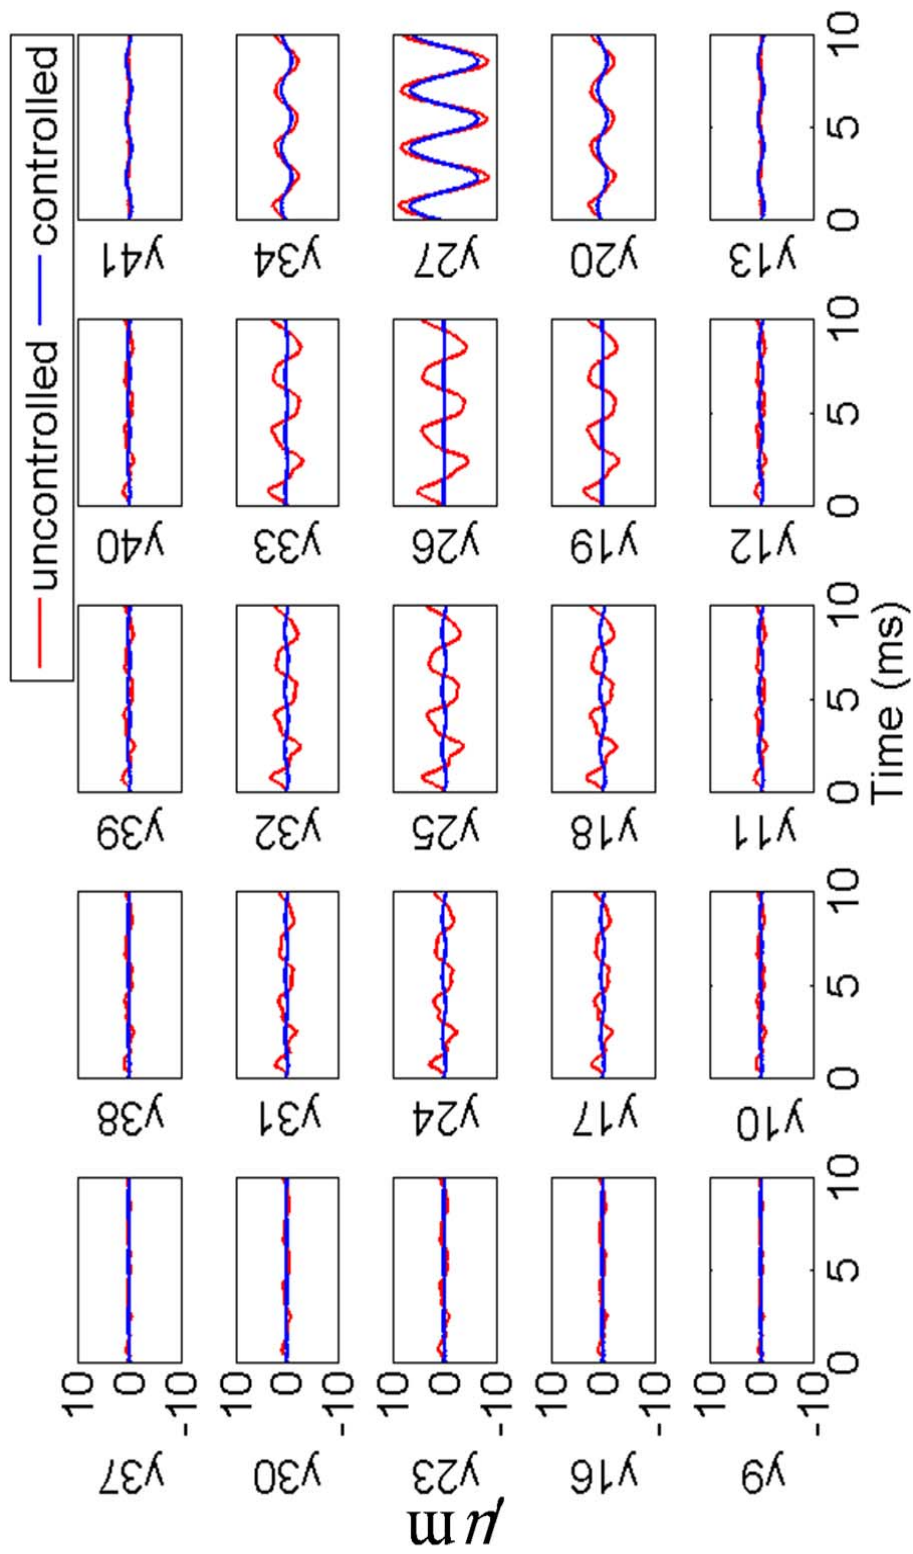 uncontrolled controlled
y37 y38 y39 y40 y41
10
0
-10
y30 y31 y32 y33 y34
10
0
-10
y23 y24 y25 y26 y27
10
0
-10
μm
y16 y17 y18 y19 y20
10
0
-10
y9 y10 y11 y12 y13
10
0
-10
0 5 10 0 5 10 0 5 10 0 5 10 0 5 10
Time (ms)